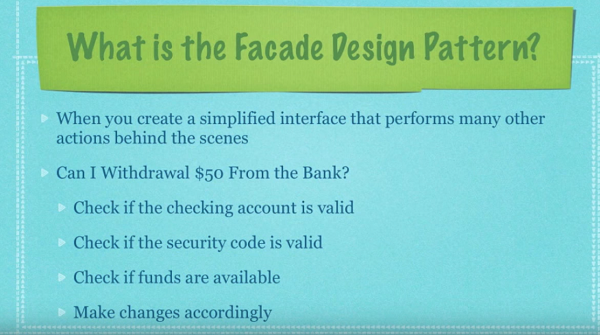 What is the Facade Design Pattern?
When you create a simplified interface that performs many other
actions behind the scenes
Can I Withdrawal $50 From the Bank?
Check if the checking account is valid
Check if the security code is valid
Check if funds are available
Make changes accordingly